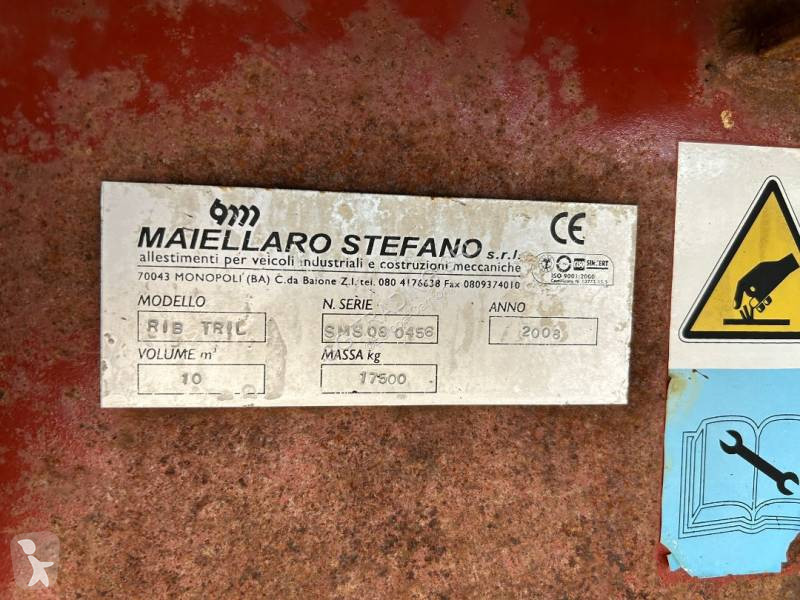 MAIELLARO STEFANO s.r.l.
CE
allestimenti per veicoli industriali e costruzioni meccaniche
70043 MONOPOLI (BA) C.da Baione Z.I. tel. 080 4176638 Fax 0809374010
SINCERT
ISO 9001:2000
MODELLO N. SERIE ANNO
RIB TRIL SMS 08 0456 2008
VOLUME m³ MASSA kg
10 17500